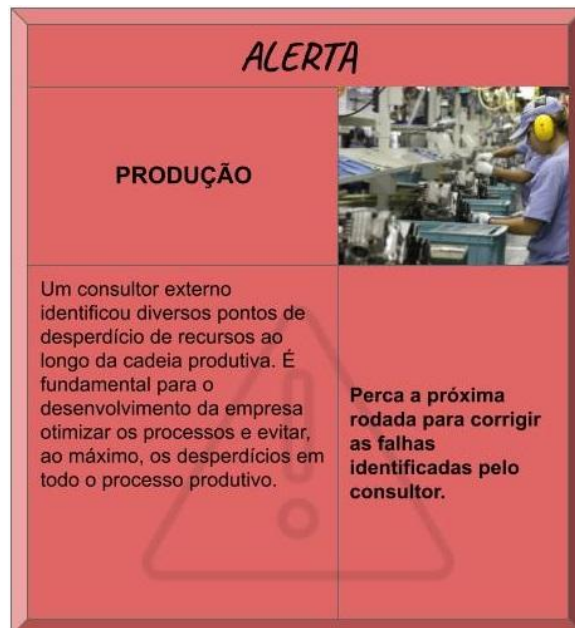 ALERTA
PRODUÇÃO
Um consultor externo
identificou diversos pontos de
desperdício de recursos ao
longo da cadeia produtiva. É
fundamental para o
desenvolvimento da empresa
otimizar os processos e evitar,
ao máximo, os desperdícios em
todo o processo produtivo.
Perca a próxima
rodada para corrigir
as falhas
identificadas pelo
consultor.